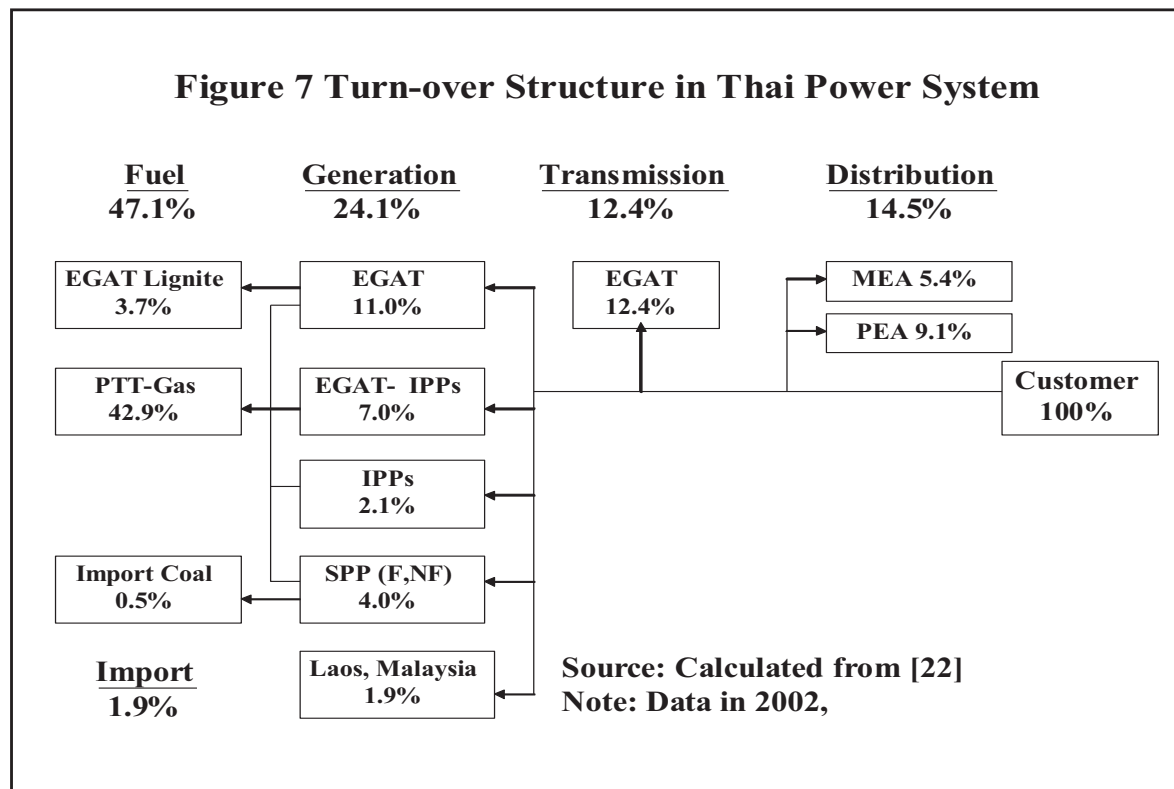 Figure 7 Turn-over Structure in Thai Power System
Fuel
47.1%
Generation
24.1%
Transmission
12.4%
Distribution
14.5%
EGAT Lignite
3.7%
EGAT
11.0%
EGAT
12.4%
MEA 5.4%
PEA 9.1%
PTT-Gas
42.9%
EGAT- IPPs
7.0%
Customer
100%
IPPs
2.1%
Import Coal
0.5%
SPP (F,NF)
4.0%
Import
1.9%
Laos, Malaysia
1.9%
Source: Calculated from [22]
Note: Data in 2002,